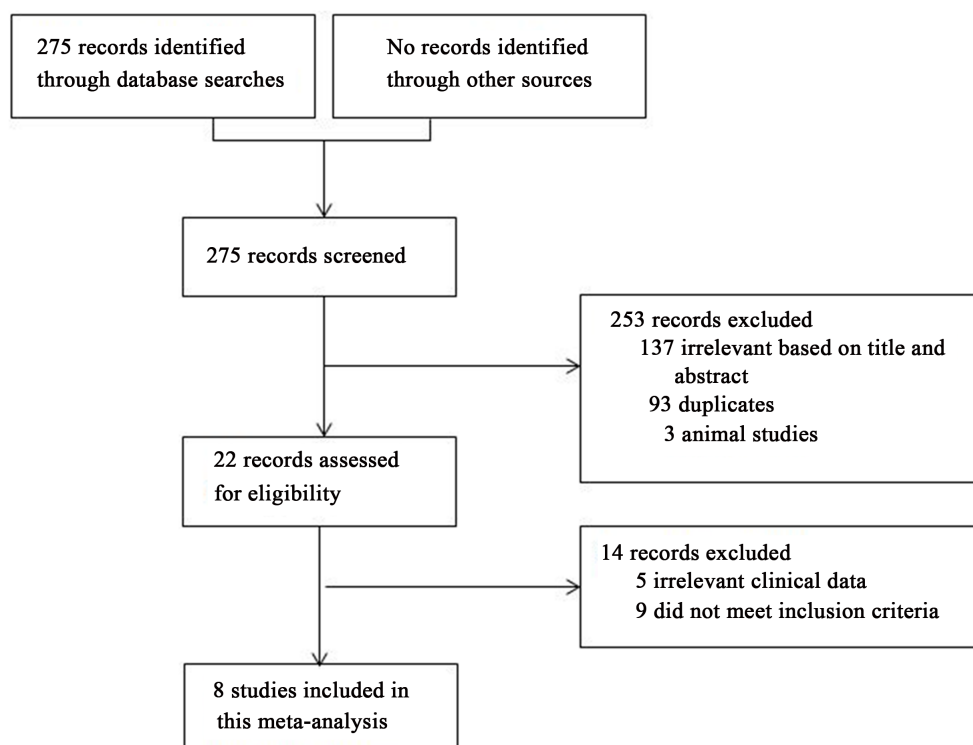 275 records identified
through database searches
No records identified
through other sources
275 records screened
253 records excluded
137 irrelevant based on title and
abstract
93 duplicates
3 animal studies
22 records assessed
for eligibility
14 records excluded
5 irrelevant clinical data
9 did not meet inclusion criteria
8 studies included in
this meta-analysis